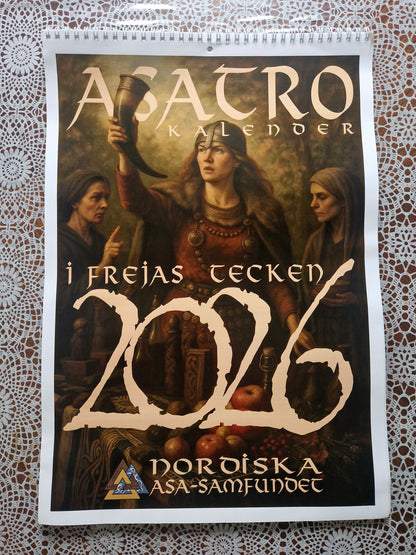 ASATRO
KALENDER
I FREJAS TECKEN
2026
NORDISKA
ASA-SAMFUNDET